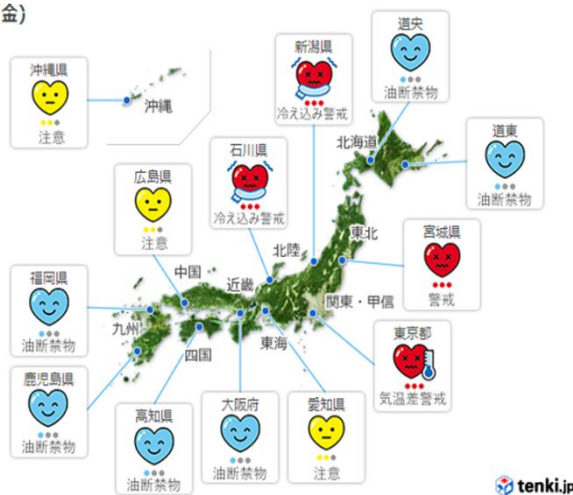 金)
道央
油断禁物
新潟県
冷え込み警戒
沖縄県
注意
沖縄
北海道
道東
油断禁物
石川県
冷え込み警戒
広島県
注意
東北
宮城県
警戒
北陸
中国
近畿
関東・甲信
福岡県
油断禁物
九州
四国
東海
東京都
気温差警戒
鹿児島県
油断禁物
高知県
油断禁物
大阪府
油断禁物
愛知県
注意
tenki.jp